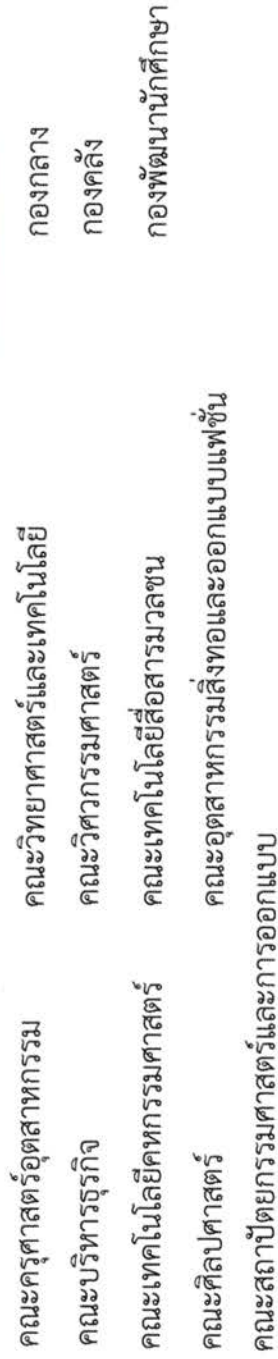 คณะครุศาสตร์อุตสาหกรรม คณะวิทยาศาสตร์และเทคโนโลยี กองกลาง
คณะบริหารธุรกิจ คณะวิศวกรรมศาสตร์ กองคลัง
คณะเทคโนโลยีคหกรรมศาสตร์ คณะเทคโนโลยีสื่อสารมวลชน กองพัฒนานักศึกษา
คณะศิลปศาสตร์ คณะอุตสาหกรรมสิ่งทอและออกแบบแฟชั่น
คณะสถาปัตยกรรมศาสตร์และการออกแบบ